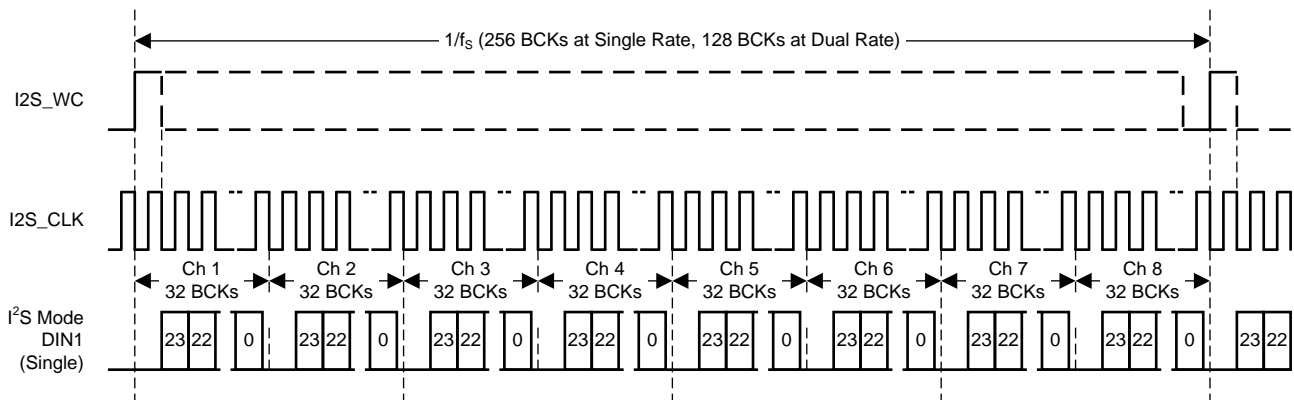 1/fS (256 BCKs at Single Rate, 128 BCKs at Dual Rate)
I2S_WC
I2S_CLK
Ch 1 Ch 2 Ch 3 Ch 4 Ch 5 Ch 6 Ch 7 Ch 8
32 BCKs 32 BCKs 32 BCKs 32 BCKs 32 BCKs 32 BCKs 32 BCKs 32 BCKs
I²S Mode
DIN1 23 22 0 23 22 0 23 22 0 23 22 0 23 22 0 23 22 0 23 22 0 23 22 0 23 22
(Single)